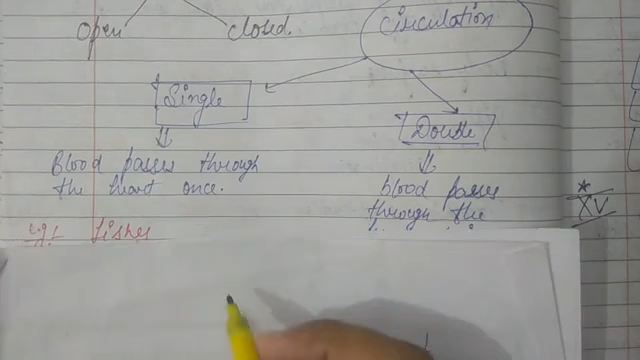 open
closed.
Circulation
Single
Double
Blood passes through
the heart once.
blood passes
through the
e.g! fishes
XV